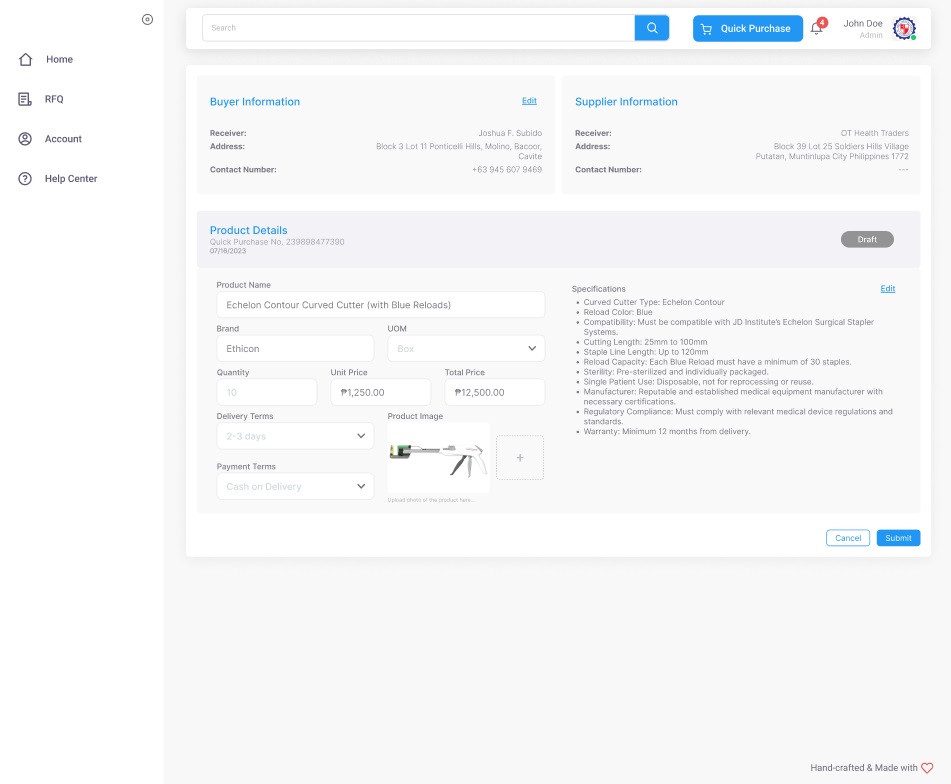 Search
Quick Purchase
4
John Doe
Admin
Home
RFQ
Account
Help Center
Buyer Information
Edit
Receiver:
Joshua F. Subido
Address:
Block 3 Lot 11 Ponticelli Hills, Molino, Bacoor,
Cavite
Contact Number:
+63 945 607 9469
Supplier Information
Receiver:
OT Health Traders
Address:
Block 39 Lot 25 Soldiers Hills Village
Putatan, Muntinlupa City Philippines 1772
Contact Number:
----
Product Details
Quick Purchase No. 239898477390
07/16/2023
Draft
Product Name
Echelon Contour Curved Cutter (with Blue Reloads)
Brand
UOM
Ethicon
Box
Quantity
Unit Price
Total Price
10
₱1,250.00
₱12,500.00
Delivery Terms
Product Image
2-3 days
Payment Terms
Cash on Delivery
+
Upload photo of the product here...
Specifications
Edit
• Curved Cutter Type: Echelon Contour
• Reload Color: Blue
• Compatibility: Must be compatible with JD Institute's Echelon Surgical Stapler
Systems.
• Cutting Length: 25mm to 100mm
• Staple Line Length: Up to 120mm
• Reload Capacity: Each Blue Reload must have a minimum of 30 staples.
• Sterility: Pre-sterilized and individually packaged.
• Single Patient Use: Disposable, not for reprocessing or reuse.
• Manufacturer: Reputable and established medical equipment manufacturer with
necessary certifications.
• Regulatory Compliance: Must comply with relevant medical device regulations and
standards.
• Warranty: Minimum 12 months from delivery.
Cancel
Submit
Hand-crafted & Made with